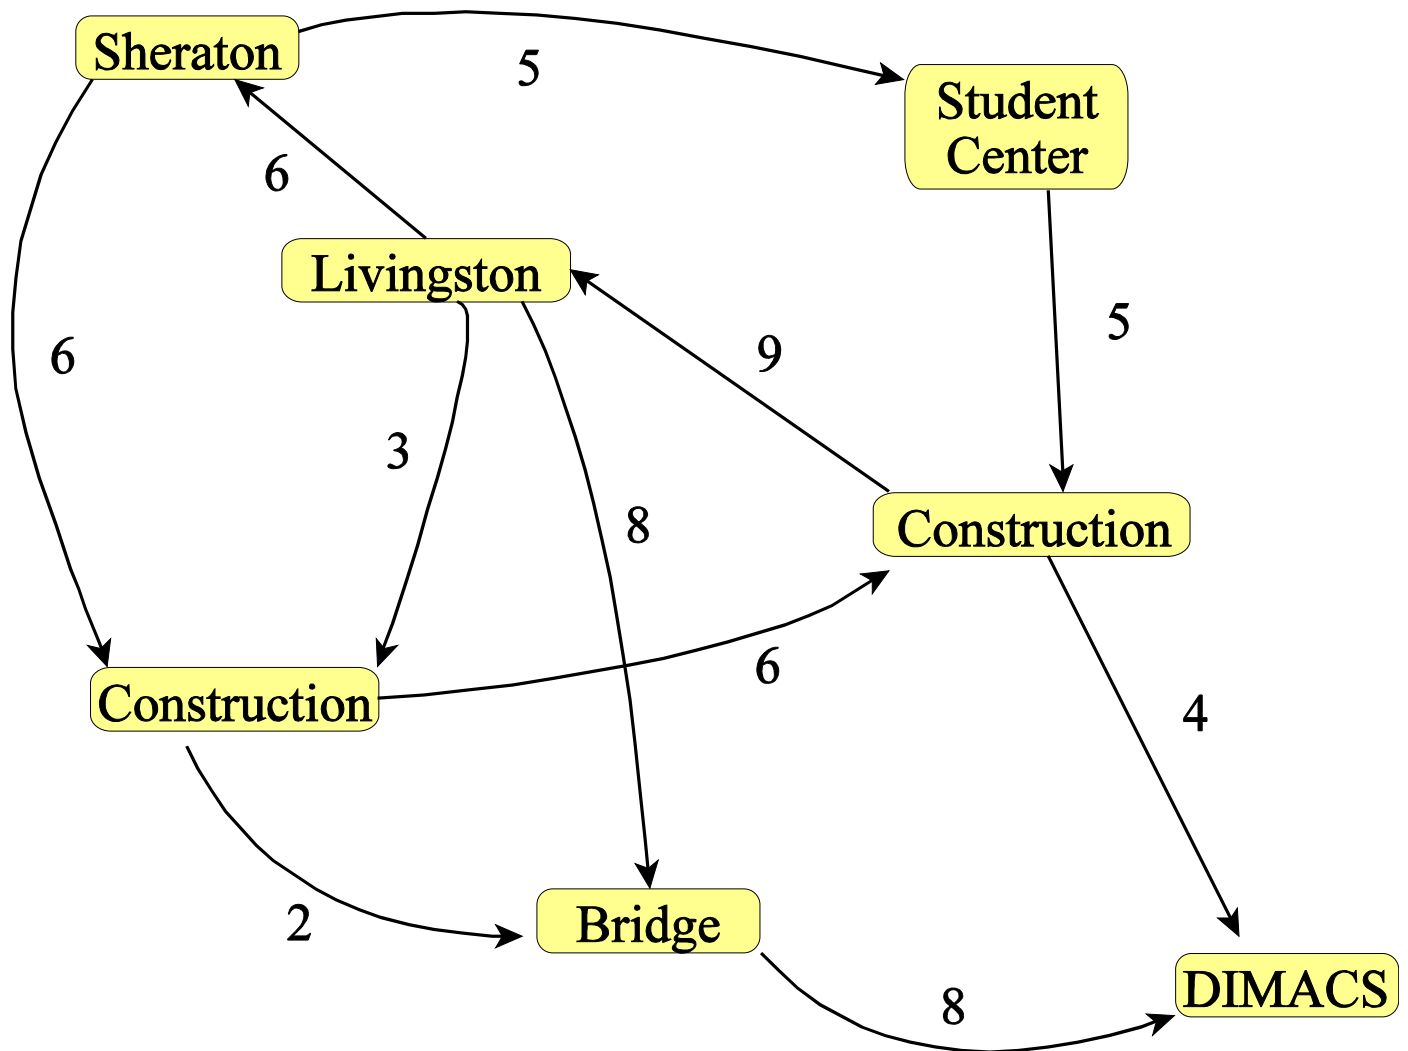 Sheraton
5
Student
Center
6
Livingston
5
9
6
3
8
Construction
6
Construction
4
2
Bridge
DIMACS
8